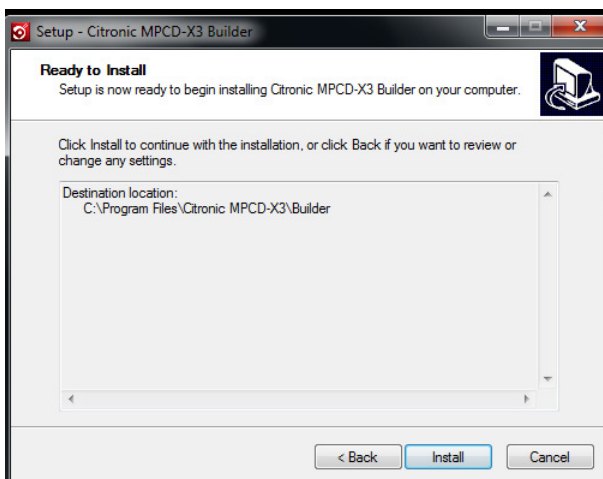 Setup - Citronic MPCD-X3 Builder
Ready to Install
Setup is now ready to begin installing Citronic MPCD-X3 Builder on your computer.
Click Install to continue with the installation, or click Back if you want to review or
change any settings.
Destination location:
C:\Program Files\Citronic MPCD-X3\Builder
< Back
Install
Cancel